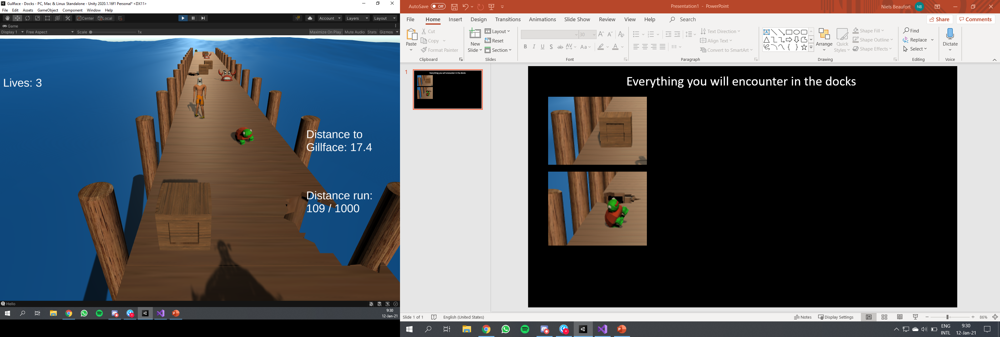 Gullface - Docks - PC, Mac & Linux Standalone - Unity 2020.1.16f1 Personal* <DX11>
File Edit Assets GameObject Component Window Help
Center Local
Account Layers Layout
Game
Display 1 Free Aspect Scale 1x Maximize On Play Mute Audio Stats Gizmos
Lives: 3
Distance to
Gillface: 17.4
Distance run:
109 / 1000
Hello
9:30
12-Jan-21
AutoSave Off
Presentation1 - PowerPoint
Niels Beaufort NB
File Home Insert Design Transitions Animations Slide Show Review View Help Search
Share Comments
Paste
Cut
Copy
Format Painter
Clipboard
New
Slide
Layout
Reset
Section
Slides
30
B I U S ab AV Aa A
Font
Text Direction
Align Text
Convert to SmartArt
Paragraph
Arrange
Quick
Styles
Shape Fill
Shape Outline
Shape Effects
Drawing
Find
Replace
Select
Editing
Dictate
Voice
1
Everything you will encounter in the docks
Everything you will encounter in the docks
Slide 1 of 1 English (United States)
Notes Display Settings 86%
ENG
INTL
9:30
12-Jan-21